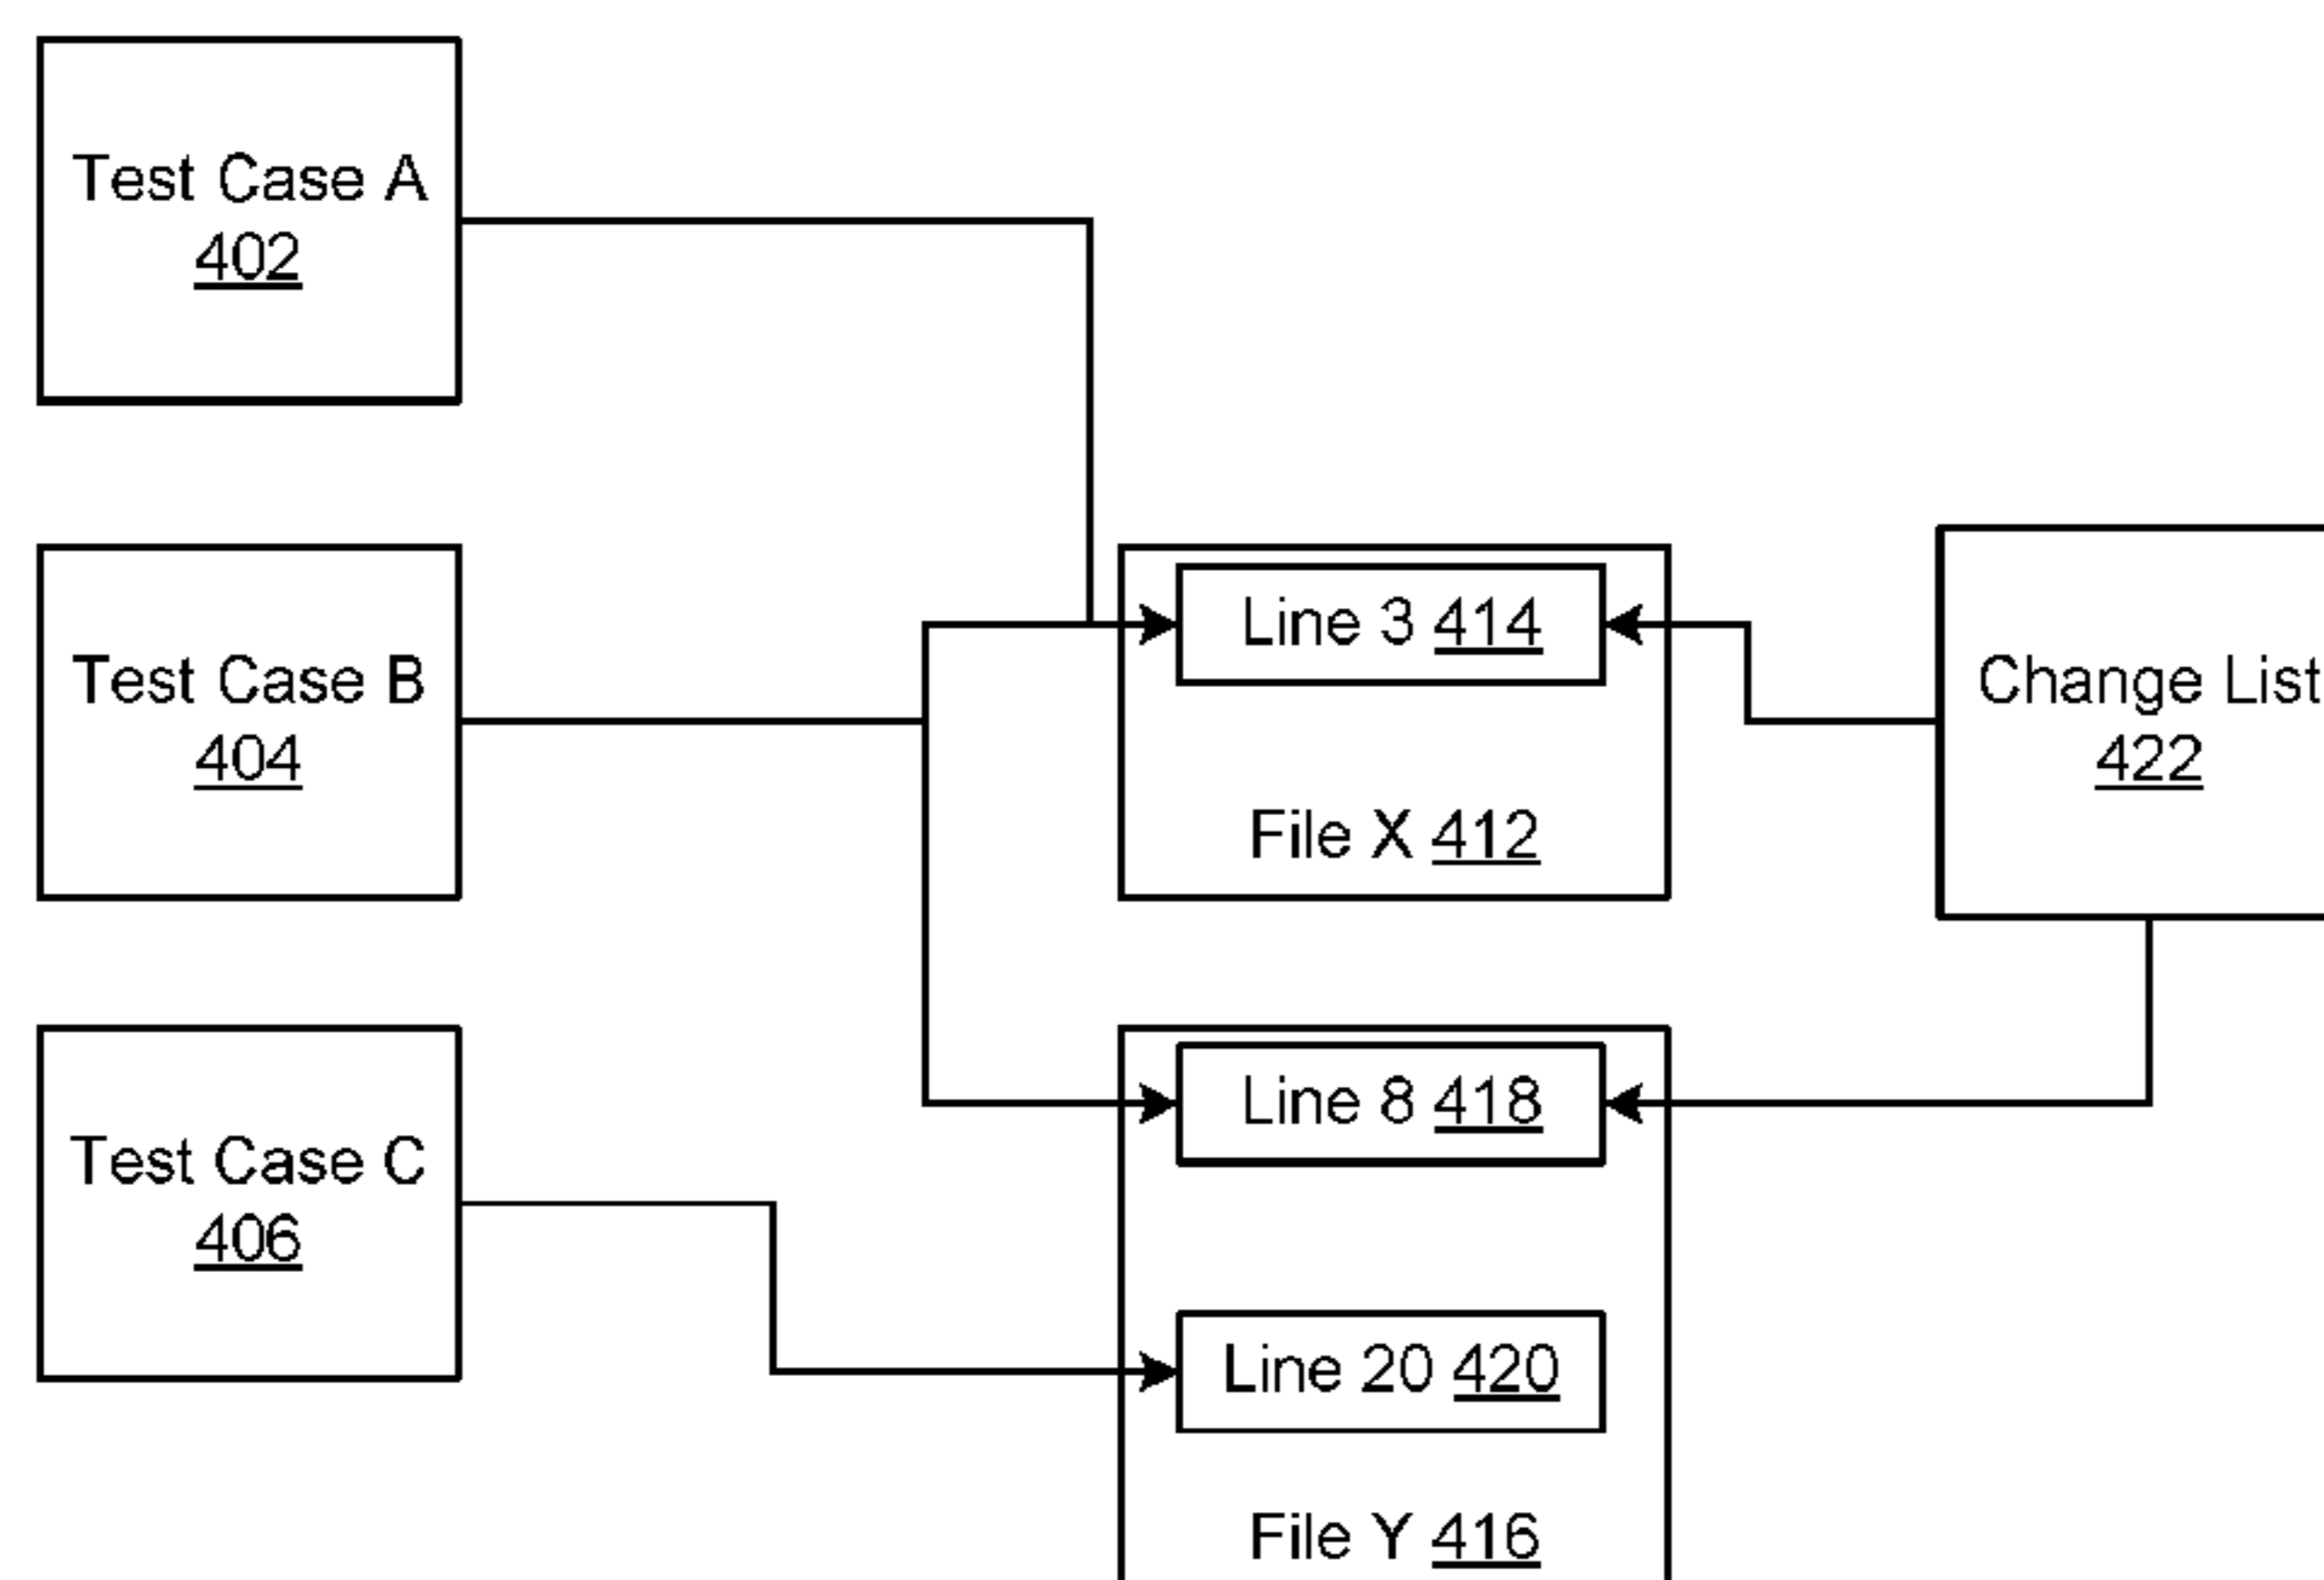 Test Case A
402
Test Case B
404
Test Case C
406
Line 3 414
File X 412
Line 8 418
Line 20 420
File Y 416
Change List
422